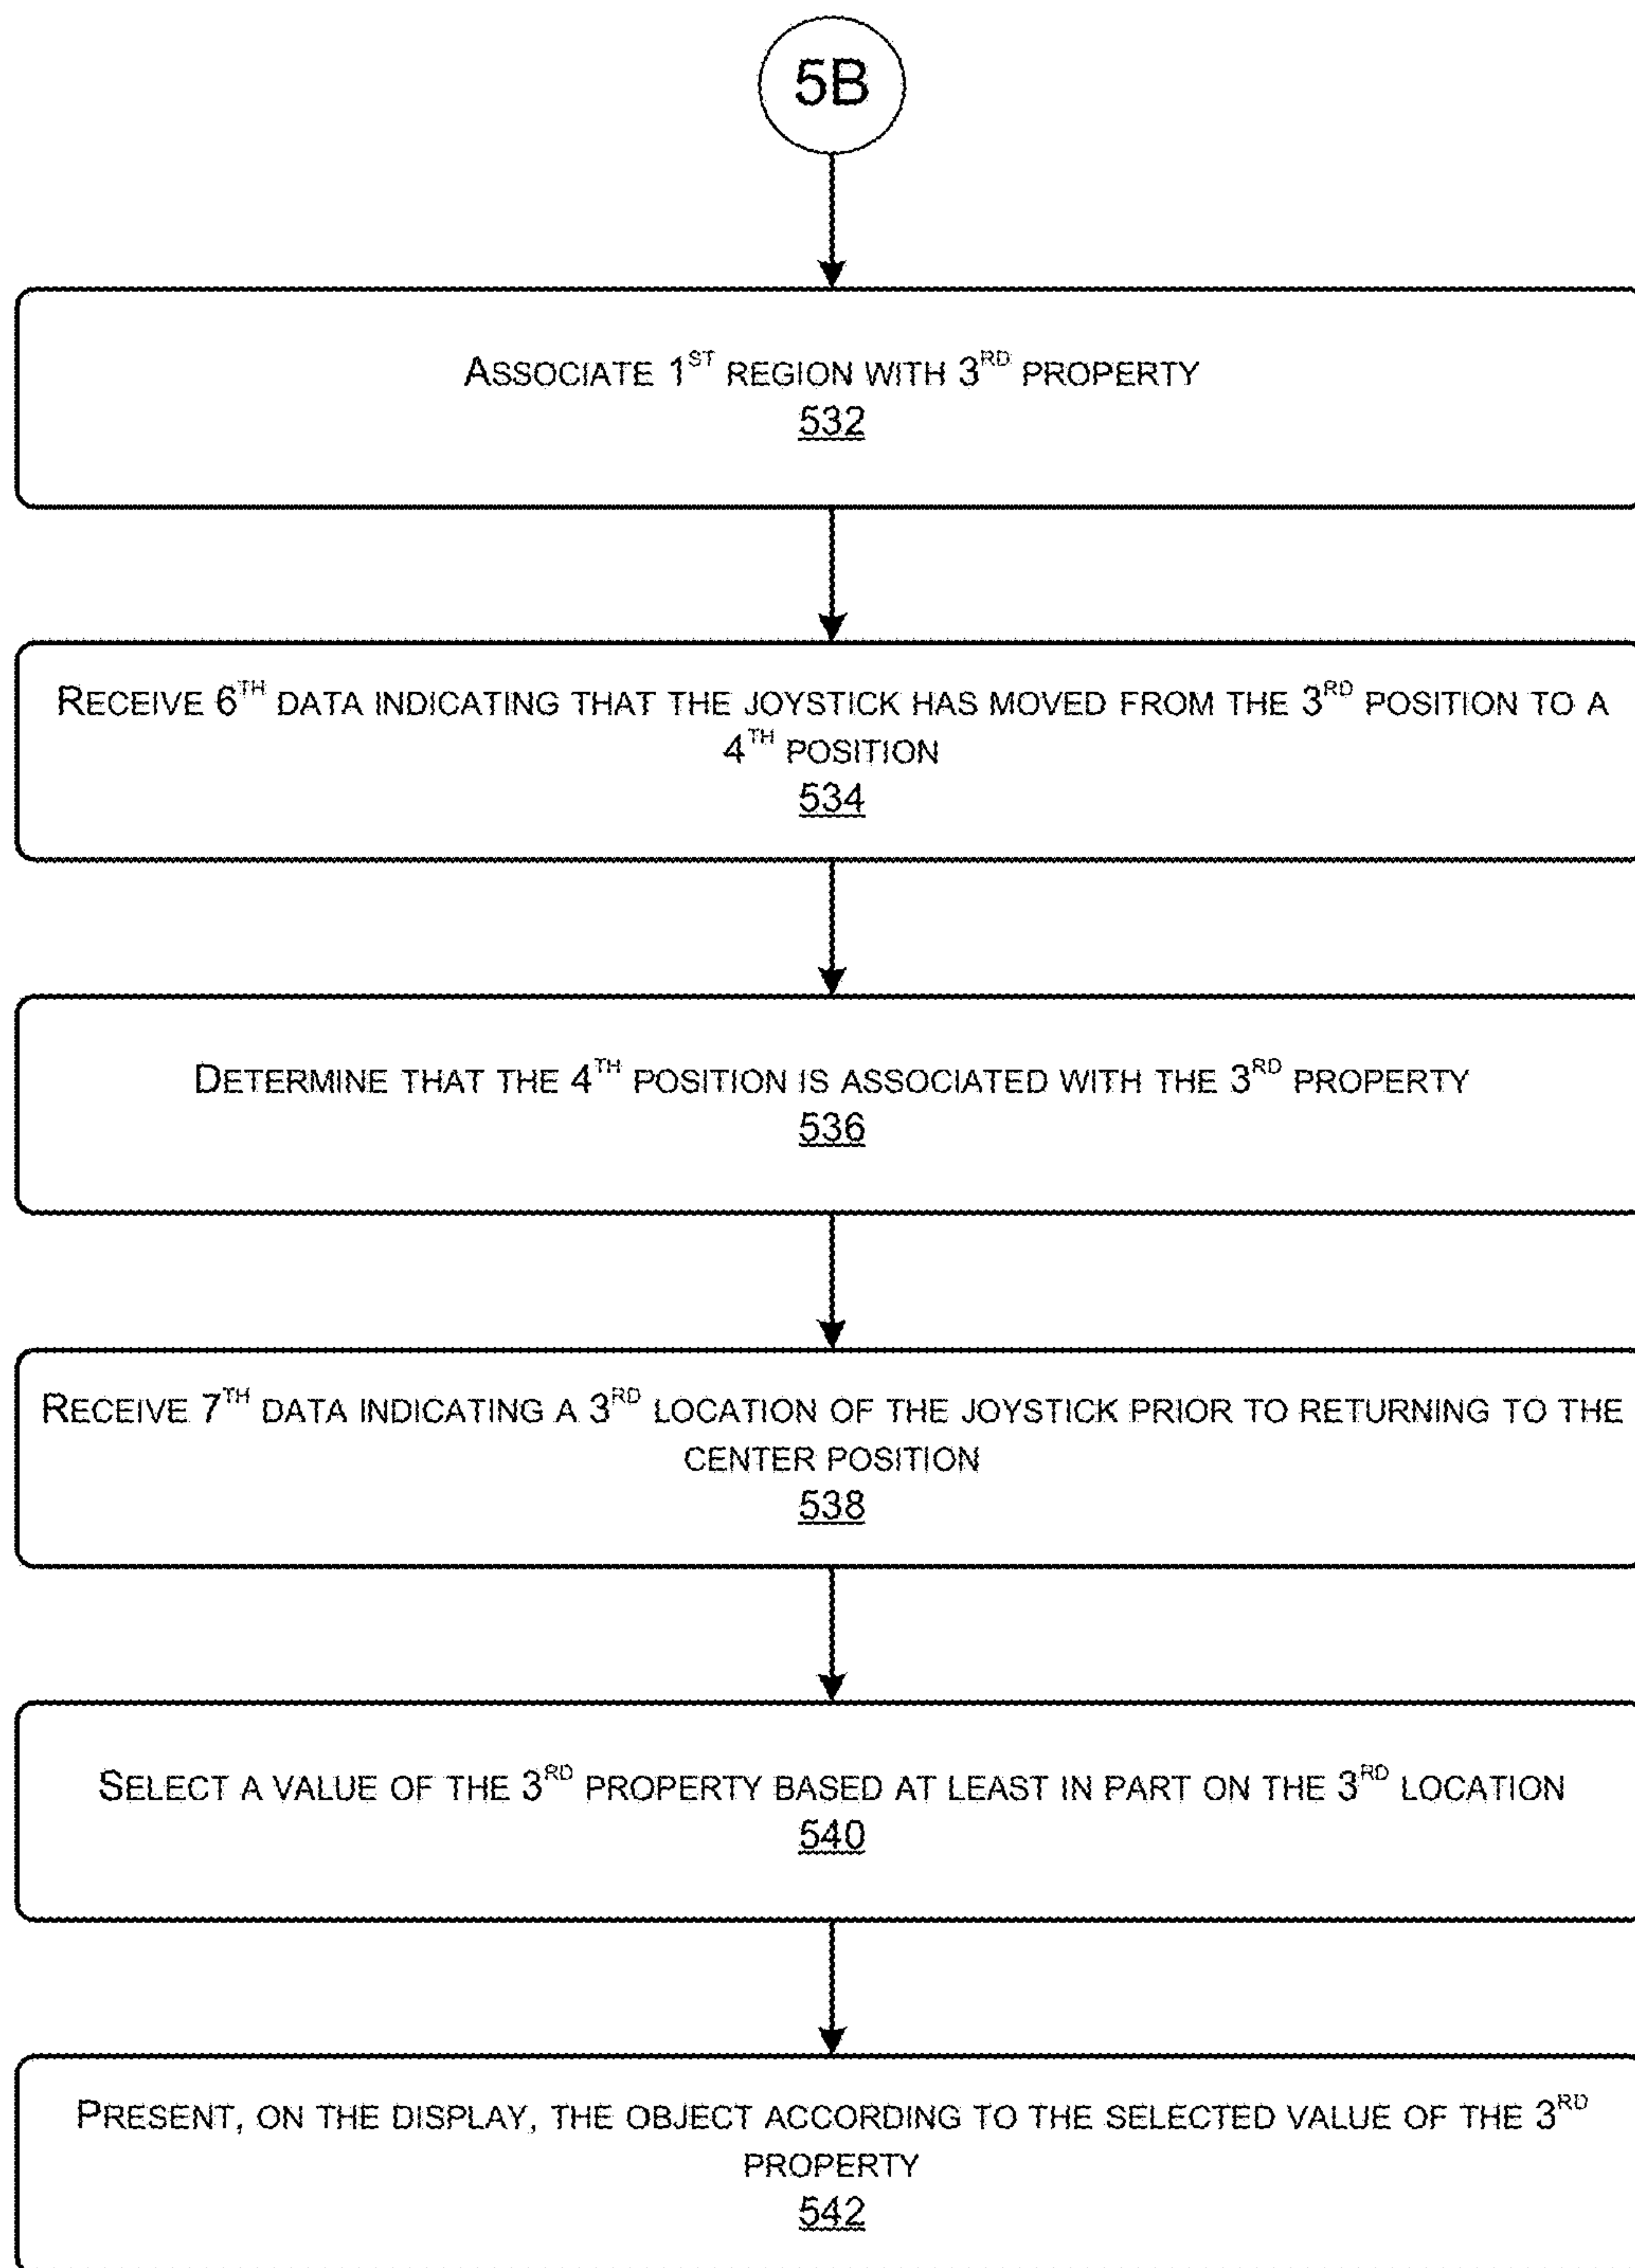 5B
ASSOCIATE 1ST REGION WITH 3RD PROPERTY
532
RECEIVE 6TH DATA INDICATING THAT THE JOYSTICK HAS MOVED FROM THE 3RD POSITION TO A
4TH POSITION
534
DETERMINE THAT THE 4TH POSITION IS ASSOCIATED WITH THE 3RD PROPERTY
536
RECEIVE 7TH DATA INDICATING A 3RD LOCATION OF THE JOYSTICK PRIOR TO RETURNING TO THE
CENTER POSITION
538
SELECT A VALUE OF THE 3RD PROPERTY BASED AT LEAST IN PART ON THE 3RD LOCATION
540
PRESENT, ON THE DISPLAY, THE OBJECT ACCORDING TO THE SELECTED VALUE OF THE 3RD
PROPERTY
542